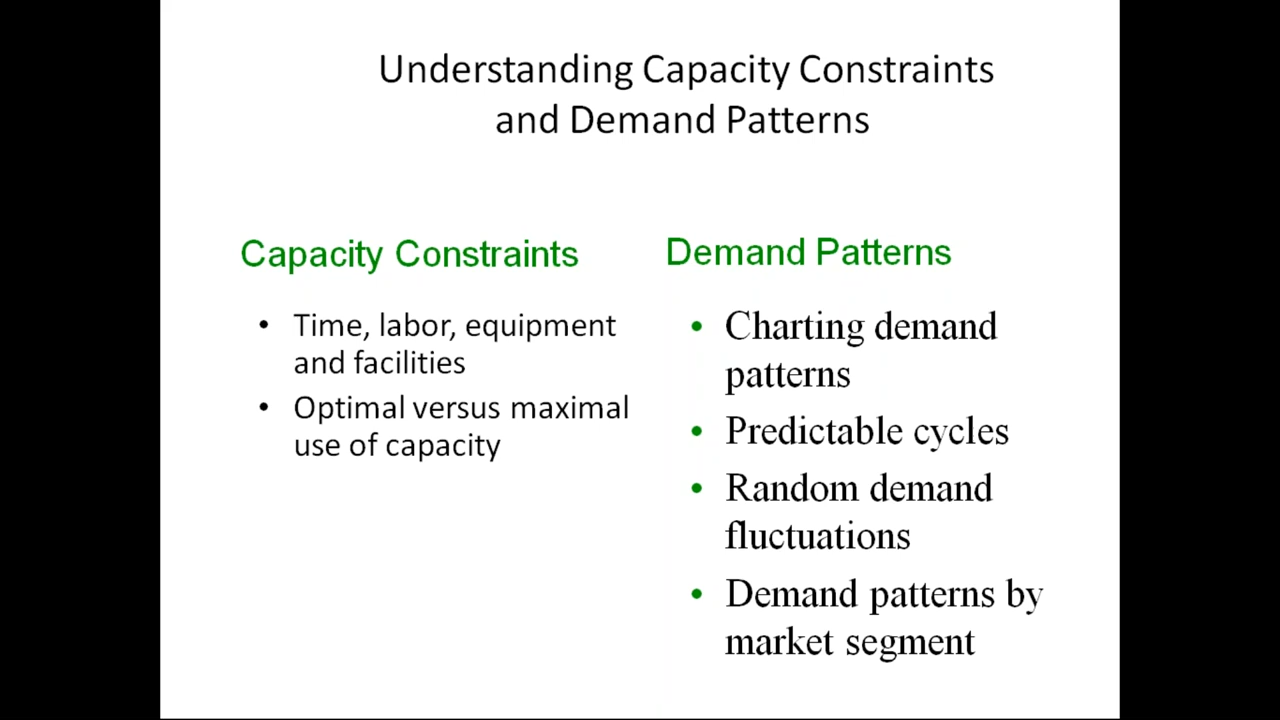 Understanding Capacity Constraints
and Demand Patterns
Capacity Constraints
• Time, labor, equipment
and facilities
• Optimal versus maximal
use of capacity
Demand Patterns
• Charting demand
patterns
• Predictable cycles
• Random demand
fluctuations
• Demand patterns by
market segment